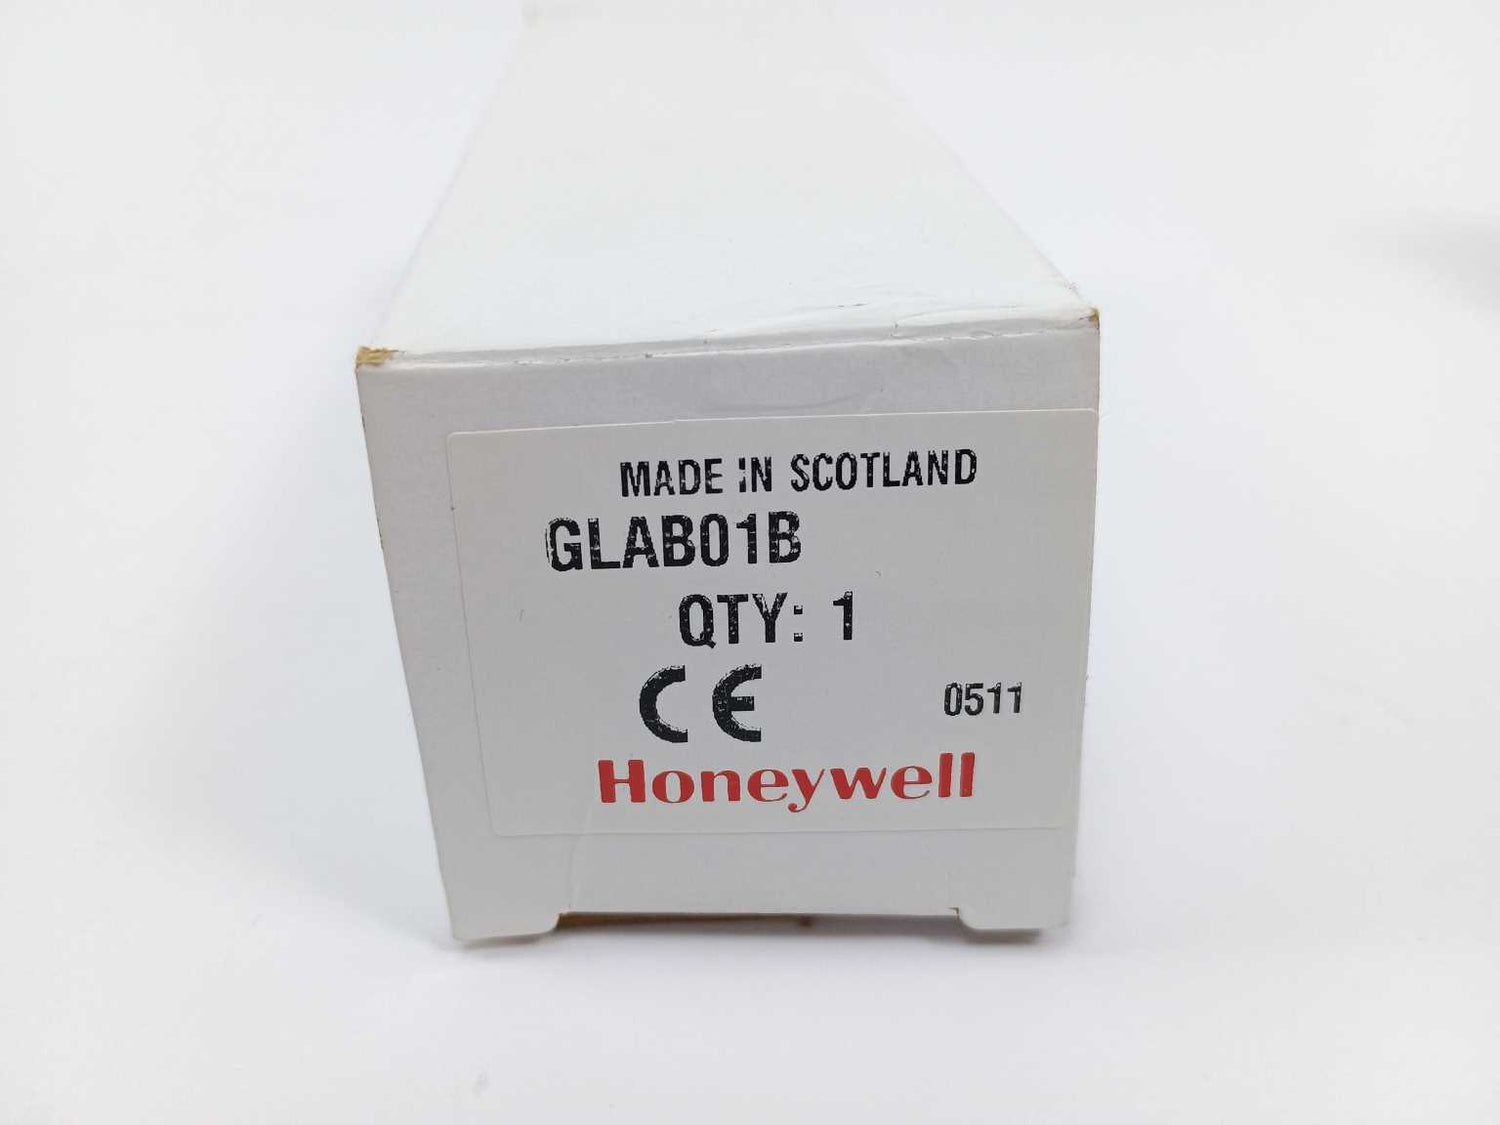 MADE IN SCOTLAND
GLAB01B
QTY: 1
CE 0511
Honeywell